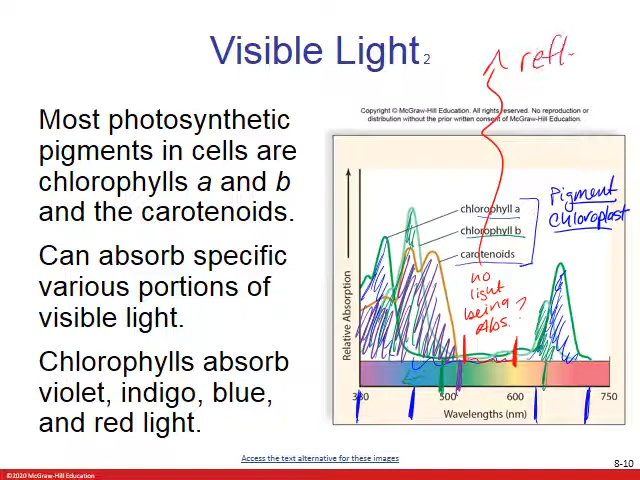 Visible Light 2
refl.
Most photosynthetic
pigments in cells are
chlorophylls a and b
and the carotenoids.
Can absorb specific
various portions of
visible light.
Chlorophylls absorb
violet, indigo, blue,
and red light.
Copyright © McGraw-Hill Education. All rights reserved. No reproduction or
distribution without the prior written consent of McGraw-Hill Education.
chlorophyll a
chlorophyll b
carotenoids
Pigment
Chloroplast
no
light
being
Abs.
?
Relative Absorption
380
500
600
750
Wavelengths (nm)
Access the text alternative for these images
8-10
©2020 McGraw-Hill Education